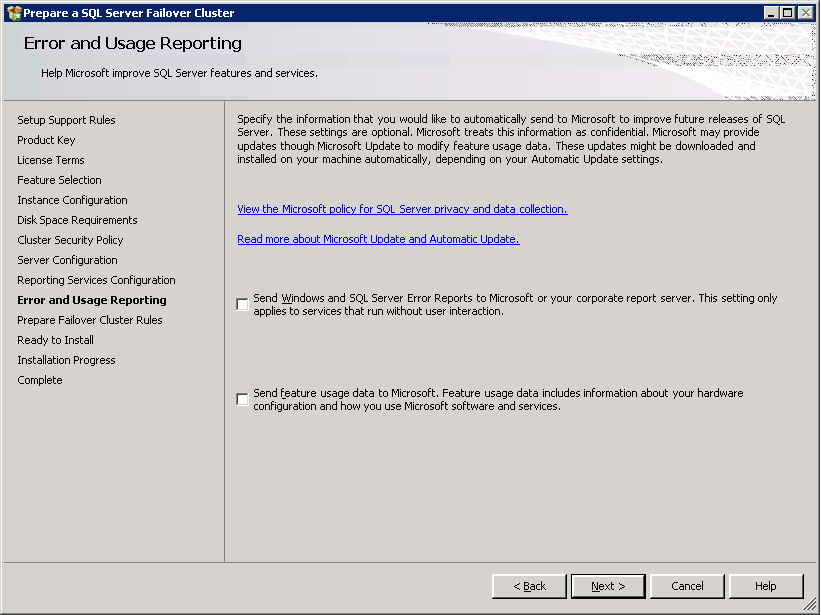 Prepare a SQL Server Failover Cluster
Error and Usage Reporting
Help Microsoft improve SQL Server features and services.
Setup Support Rules
Product Key
License Terms
Feature Selection
Instance Configuration
Disk Space Requirements
Cluster Security Policy
Server Configuration
Reporting Services Configuration
Error and Usage Reporting
Prepare Failover Cluster Rules
Ready to Install
Installation Progress
Complete
Specify the information that you would like to automatically send to Microsoft to improve future releases of SQL
Server. These settings are optional. Microsoft treats this information as confidential. Microsoft may provide
updates though Microsoft Update to modify feature usage data. These updates might be downloaded and
installed on your machine automatically, depending on your Automatic Update settings.
View the Microsoft policy for SQL Server privacy and data collection.
Read more about Microsoft Update and Automatic Update.
Send Windows and SQL Server Error Reports to Microsoft or your corporate report server. This setting only
applies to services that run without user interaction.
Send feature usage data to Microsoft. Feature usage data includes information about your hardware
configuration and how you use Microsoft software and services.
< Back
Next >
Cancel
Help